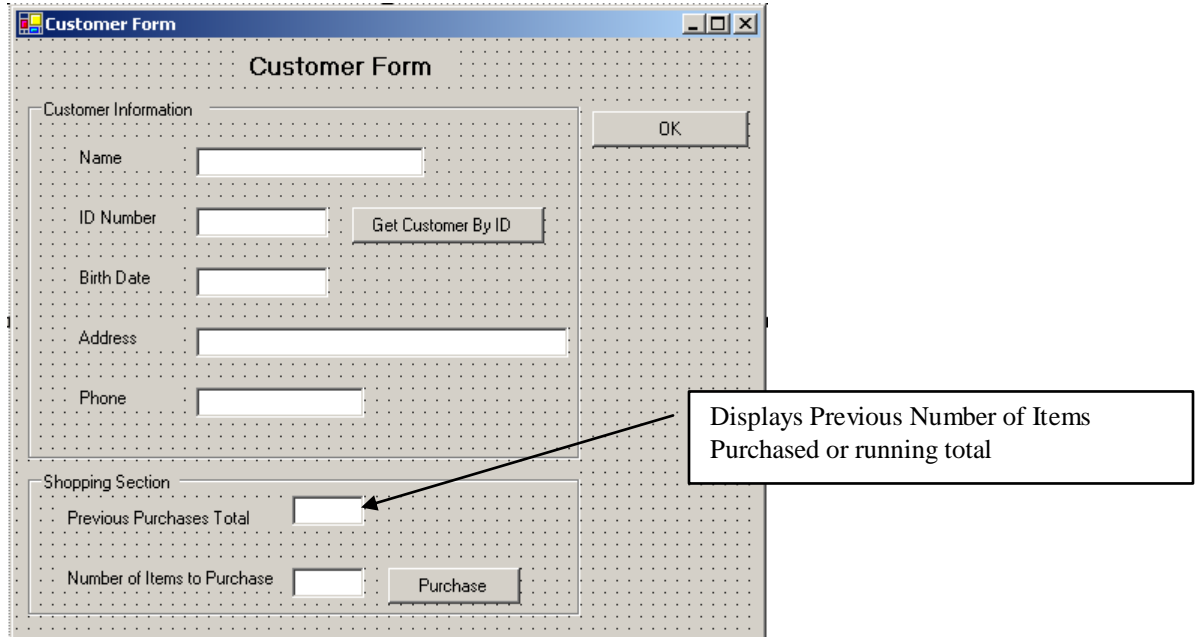 Customer Form
Customer Form
Customer Information
OK
Name
ID Number
Get Customer By ID
Birth Date
Address
Phone
Displays Previous Number of Items
Purchased or running total
Shopping Section
Previous Purchases Total
Number of Items to Purchase
Purchase